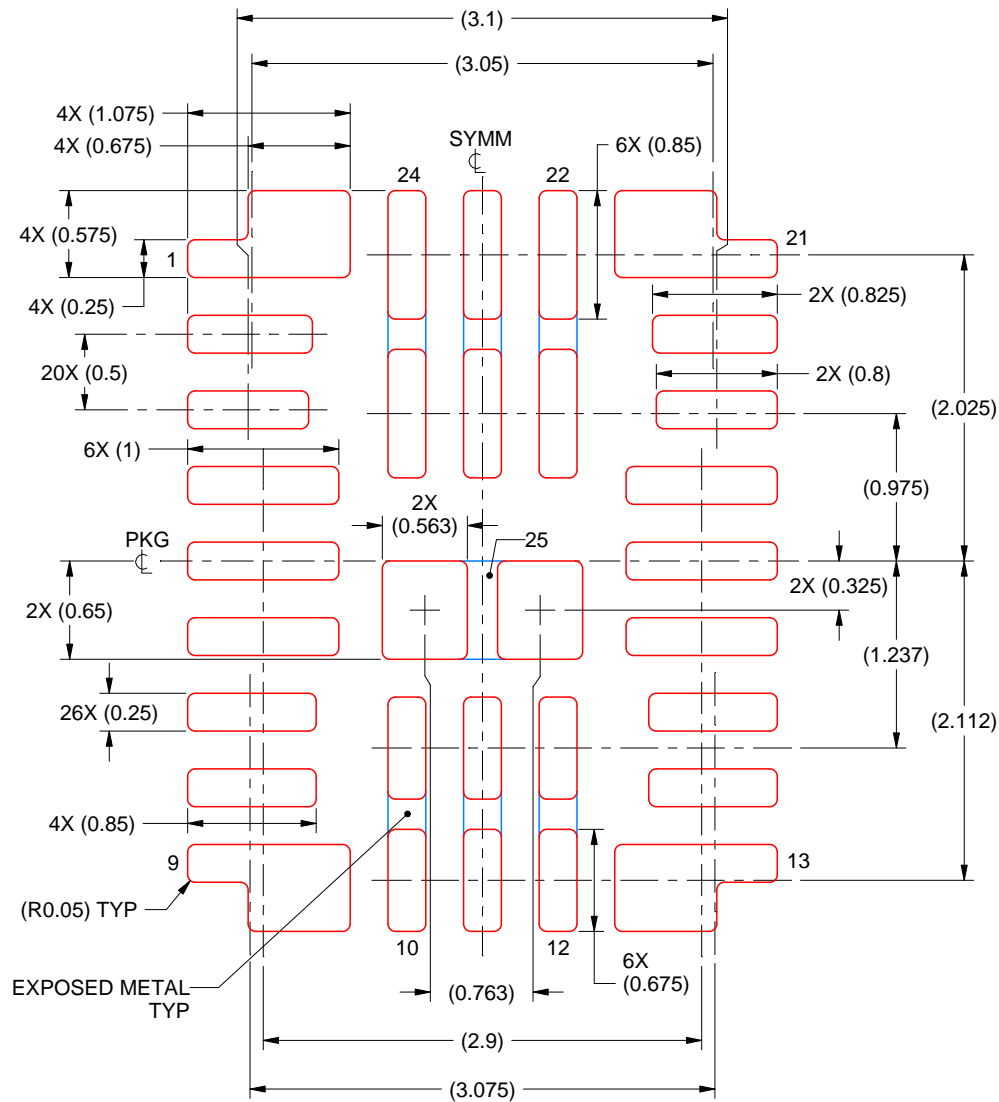 (3.1)
(3.05)
4X (1.075)
4X (0.675)
SYMM
CL
6X (0.85)
24
22
4X (0.575)
1
21
4X (0.25)
2X (0.825)
20X (0.5)
2X (0.8)
(2.025)
6X (1)
(0.975)
2X
(0.563)
25
PKG
CL
2X (0.325)
2X (0.65)
(1.237)
26X (0.25)
(2.112)
4X (0.85)
9
13
(R0.05) TYP
10
12
6X
(0.675)
EXPOSED METAL
TYP
(0.763)
(2.9)
(3.075)